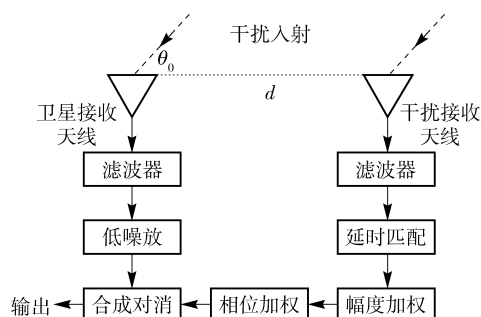 干扰入射
θ0
d
卫星接收
天线
干扰接收
天线
滤波器
滤波器
低噪放
延时匹配
输出
合成对消
相位加权
幅度加权